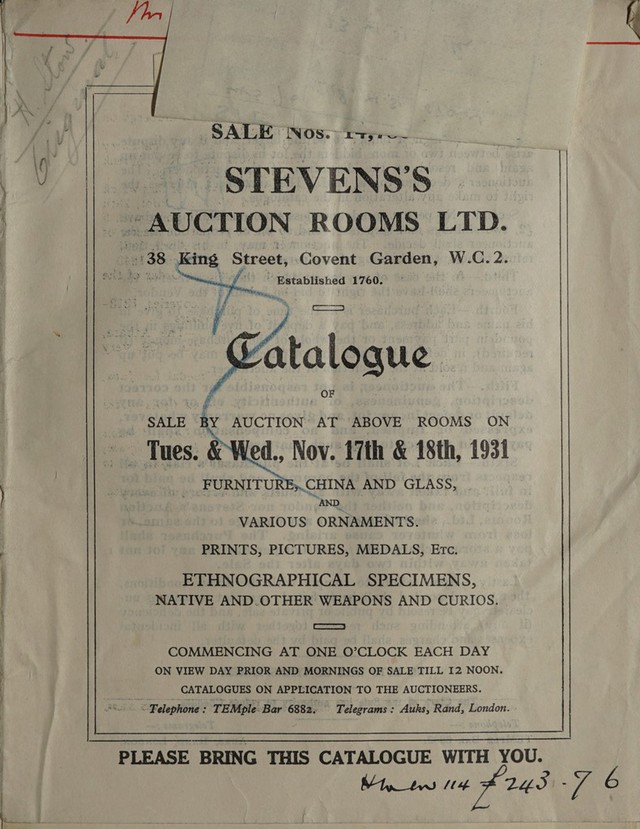 SALE Nos.
STEVENS'S
AUCTION ROOMS LTD.
38 King Street, Covent Garden, W.C.2.
Established 1760.
Catalogue
OF
SALE BY AUCTION AT ABOVE ROOMS ON
Tues. & Wed., Nov. 17th & 18th, 1931
FURNITURE, CHINA AND GLASS,
AND
VARIOUS ORNAMENTS.
PRINTS, PICTURES, MEDALS, Etc.
ETHNOGRAPHICAL SPECIMENS,
NATIVE AND OTHER WEAPONS AND CURIOS.
COMMENCING AT ONE O'CLOCK EACH DAY
ON VIEW DAY PRIOR AND MORNINGS OF SALE TILL 12 NOON.
CATALOGUES ON APPLICATION TO THE AUCTIONEERS.
Telephone: TEMple Bar 6882. Telegrams: Auks, Rand, London.
PLEASE BRING THIS CATALOGUE WITH YOU.
114 £243-7 6